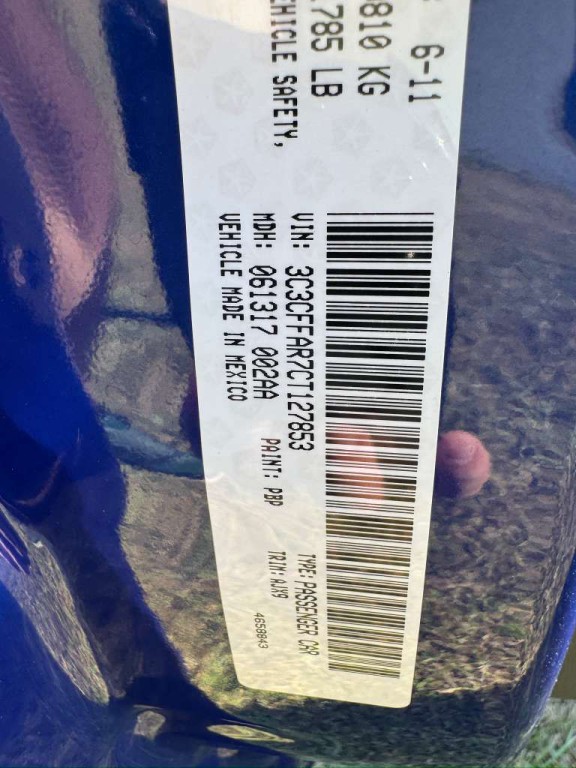 6-11
810 KG
785 LB
VEHICLE SAFETY,
VIN: 3C3CFFAR7CT127853 TYPE: PASSENGER CAR
MDH: 061317 002AA PAINT: PBP TRIM: AJX9
VEHICLE MADE IN MEXICO 4658843